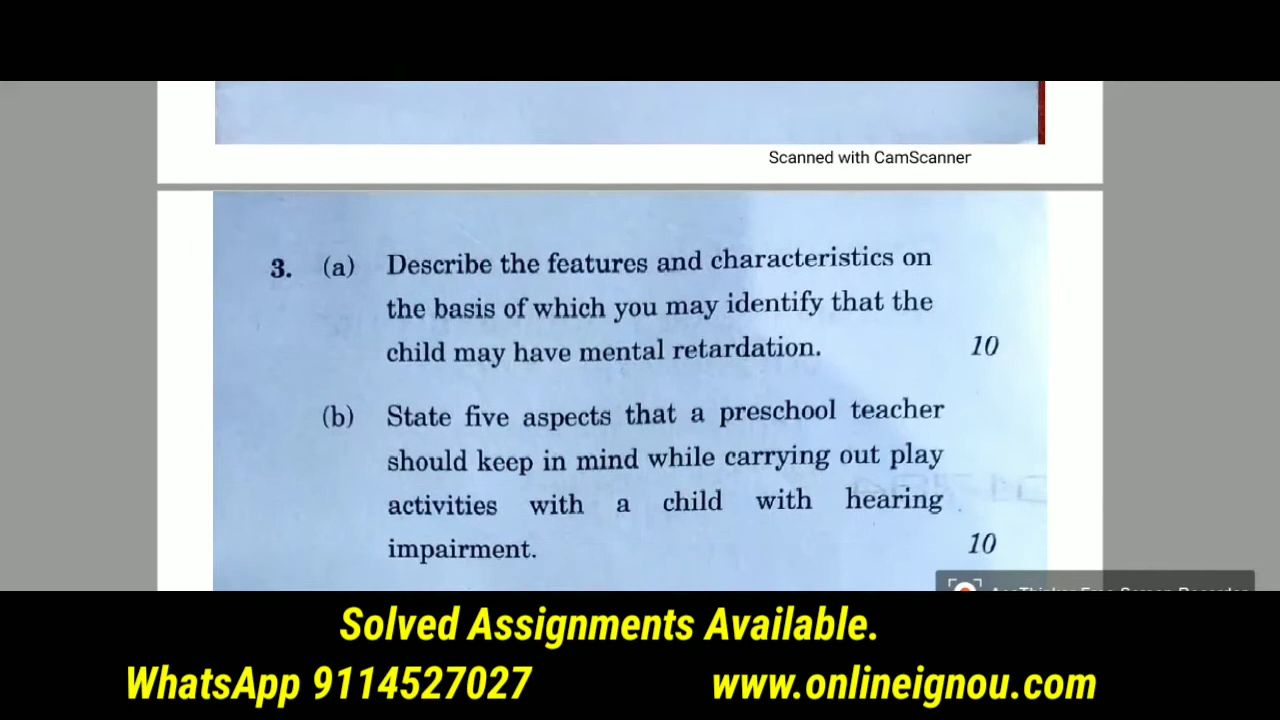 Scanned with CamScanner
3. (a) Describe the features and characteristics on
the basis of which you may identify that the
child may have mental retardation. 10
(b) State five aspects that a preschool teacher
should keep in mind while carrying out play
activities with a child with hearing
impairment. 10
Solved Assignments Available.
WhatsApp 9114527027 www.onlineignou.com